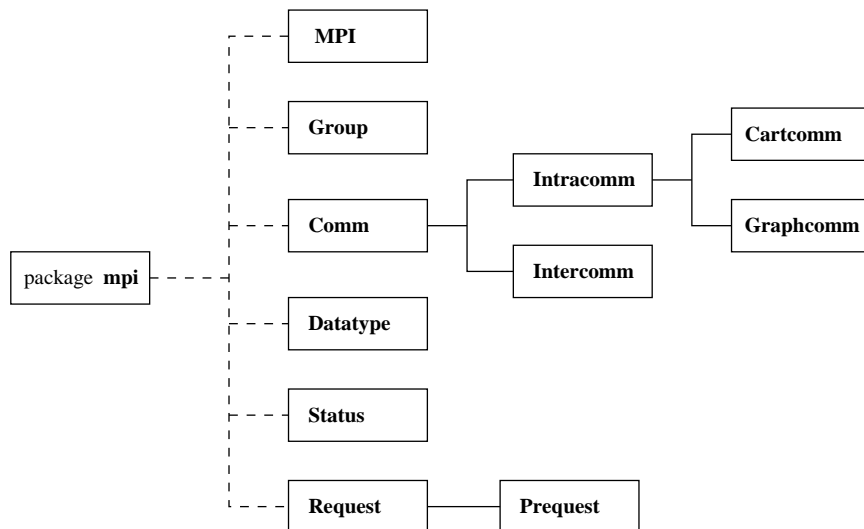 MPI
Group
Cartcomm
Intracomm
Comm
Graphcomm
Intercomm
package mpi
Datatype
Status
Request
Prequest